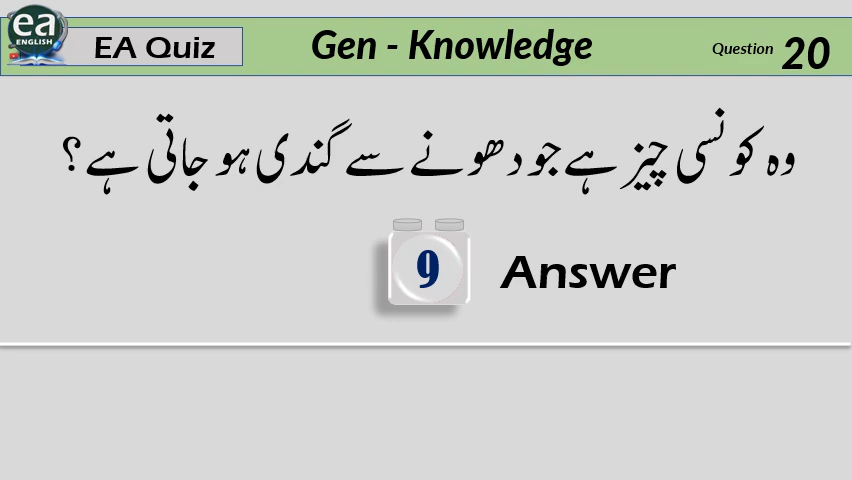 ea
ENGLISH
EA Quiz
Gen - Knowledge
Question 20
وہ کونسی چیز ہے جو دھونے سے گندی ہو جاتی ہے؟
9
Answer